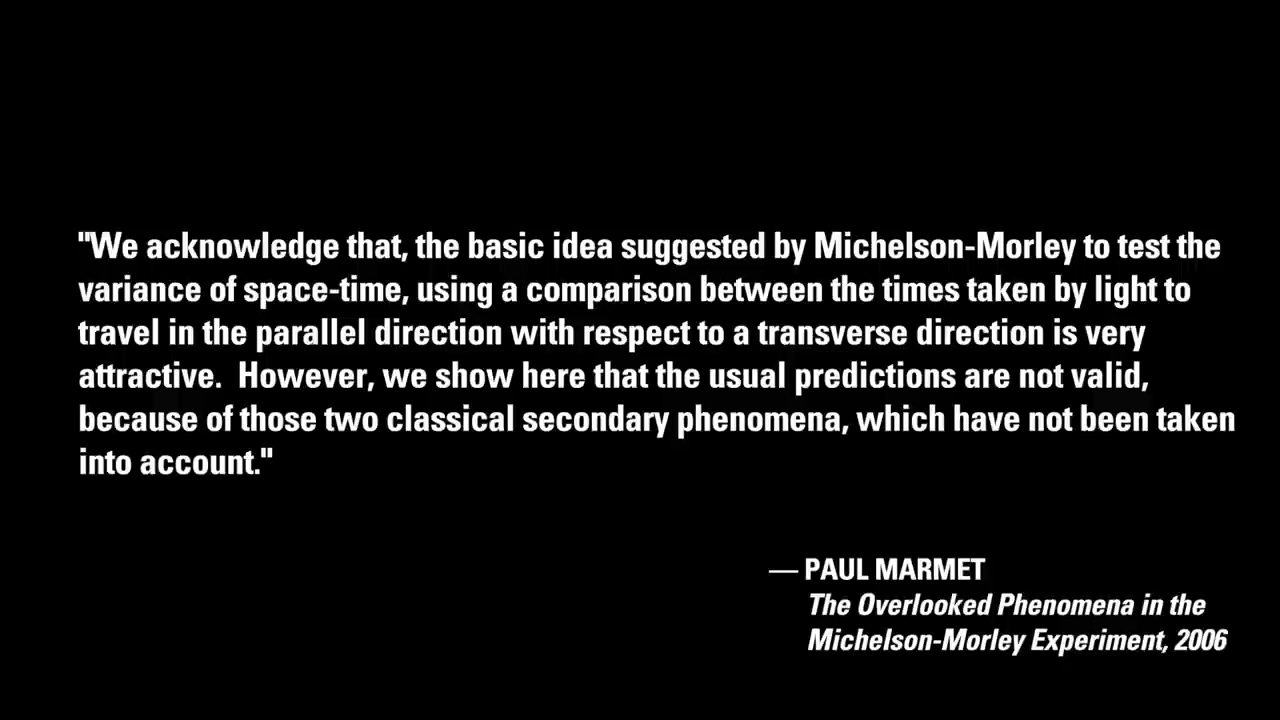 "We acknowledge that, the basic idea suggested by Michelson-Morley to test the
variance of space-time, using a comparison between the times taken by light to
travel in the parallel direction with respect to a transverse direction is very
attractive.  However, we show here that the usual predictions are not valid,
because of those two classical secondary phenomena, which have not been taken
into account."
— PAUL MARMET
The Overlooked Phenomena in the
Michelson-Morley Experiment, 2006